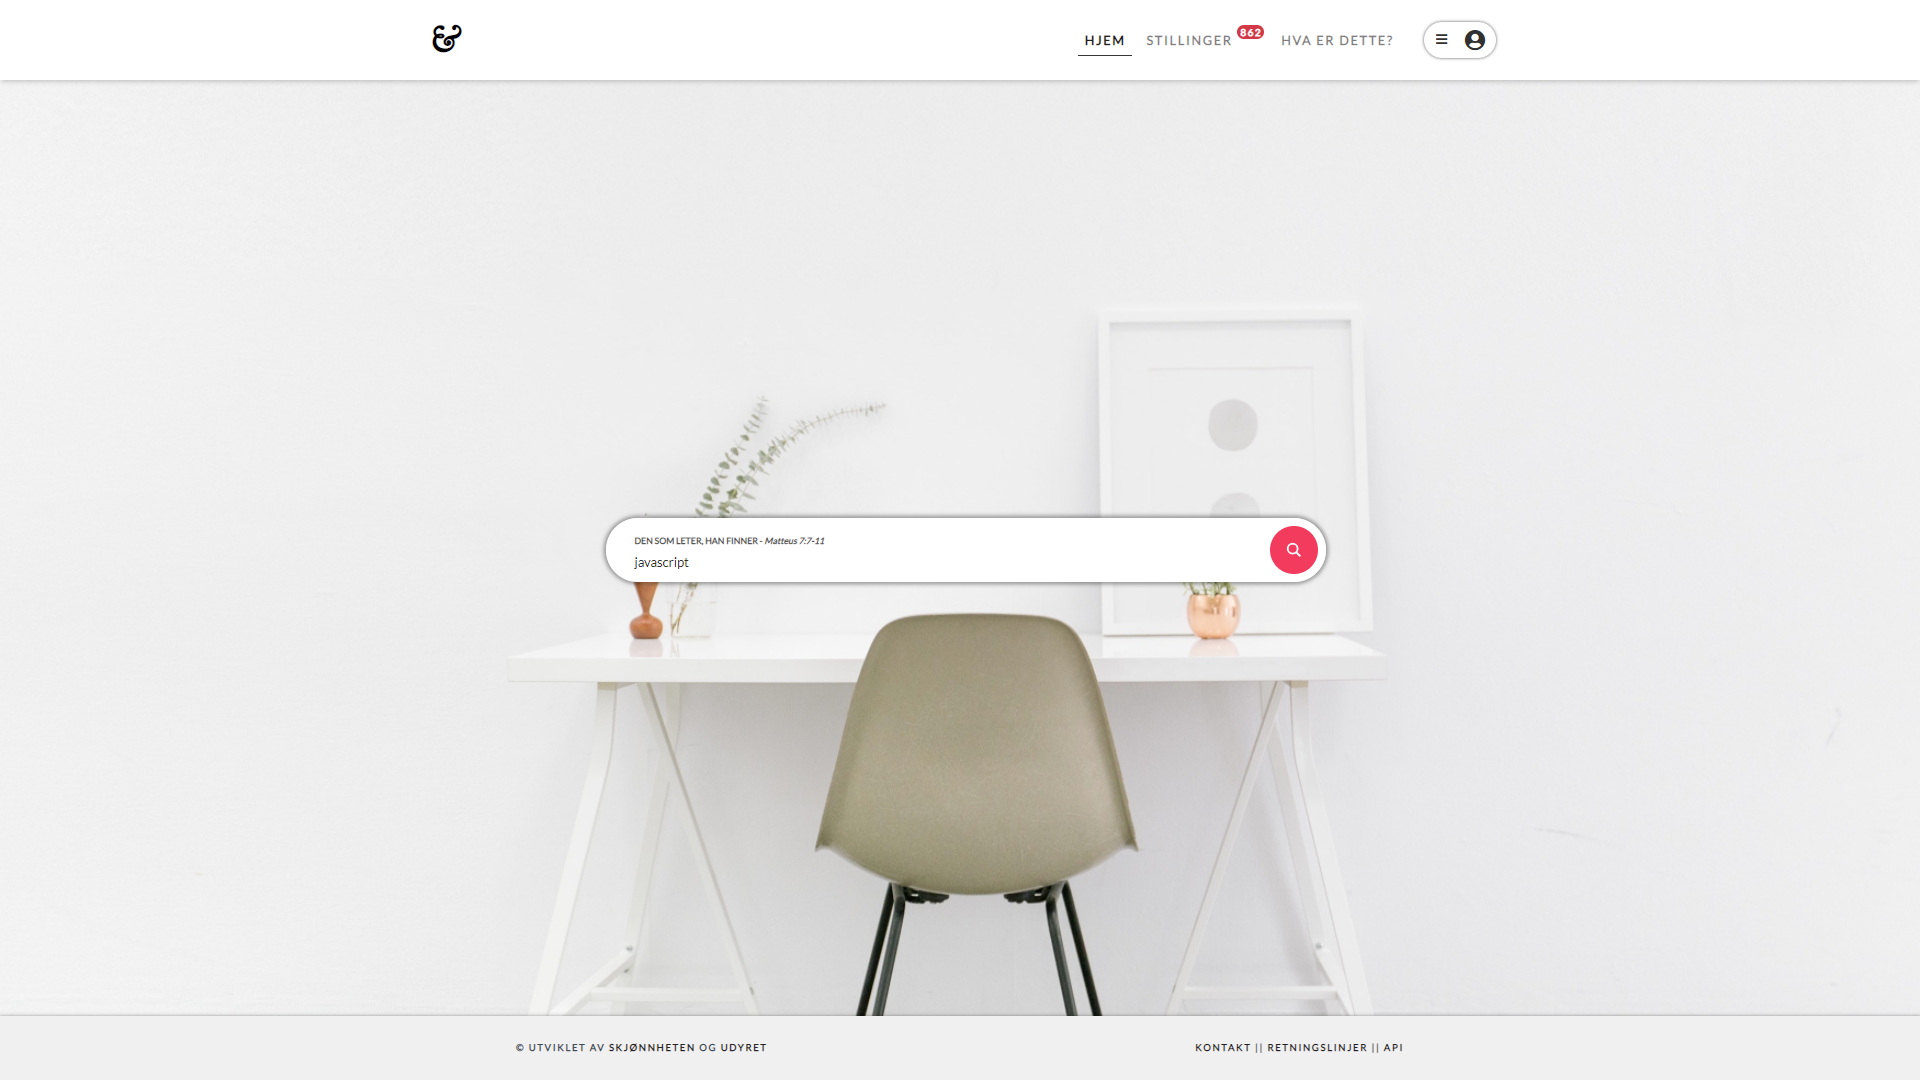 &
HJEM STILLINGER 862 HVA ER DETTE?
DEN SOM LETER, HAN FINNER - Matteus 7:7-11
javascript
© UTVIKLET AV SKJØNNHETEN OG UDYRET
KONTAKT || RETNINGSLINJER || API